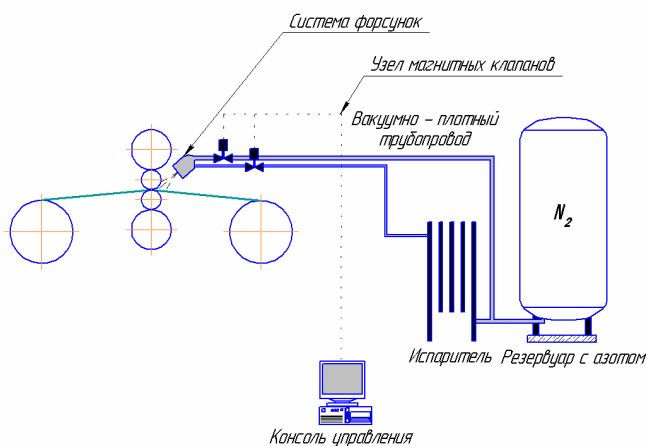 Система форсунок
Узел магнитных клапанов
Вакуумно - плотный
трубопровод
N₂
Испаритель
Резервуар с азотом
Консоль управления